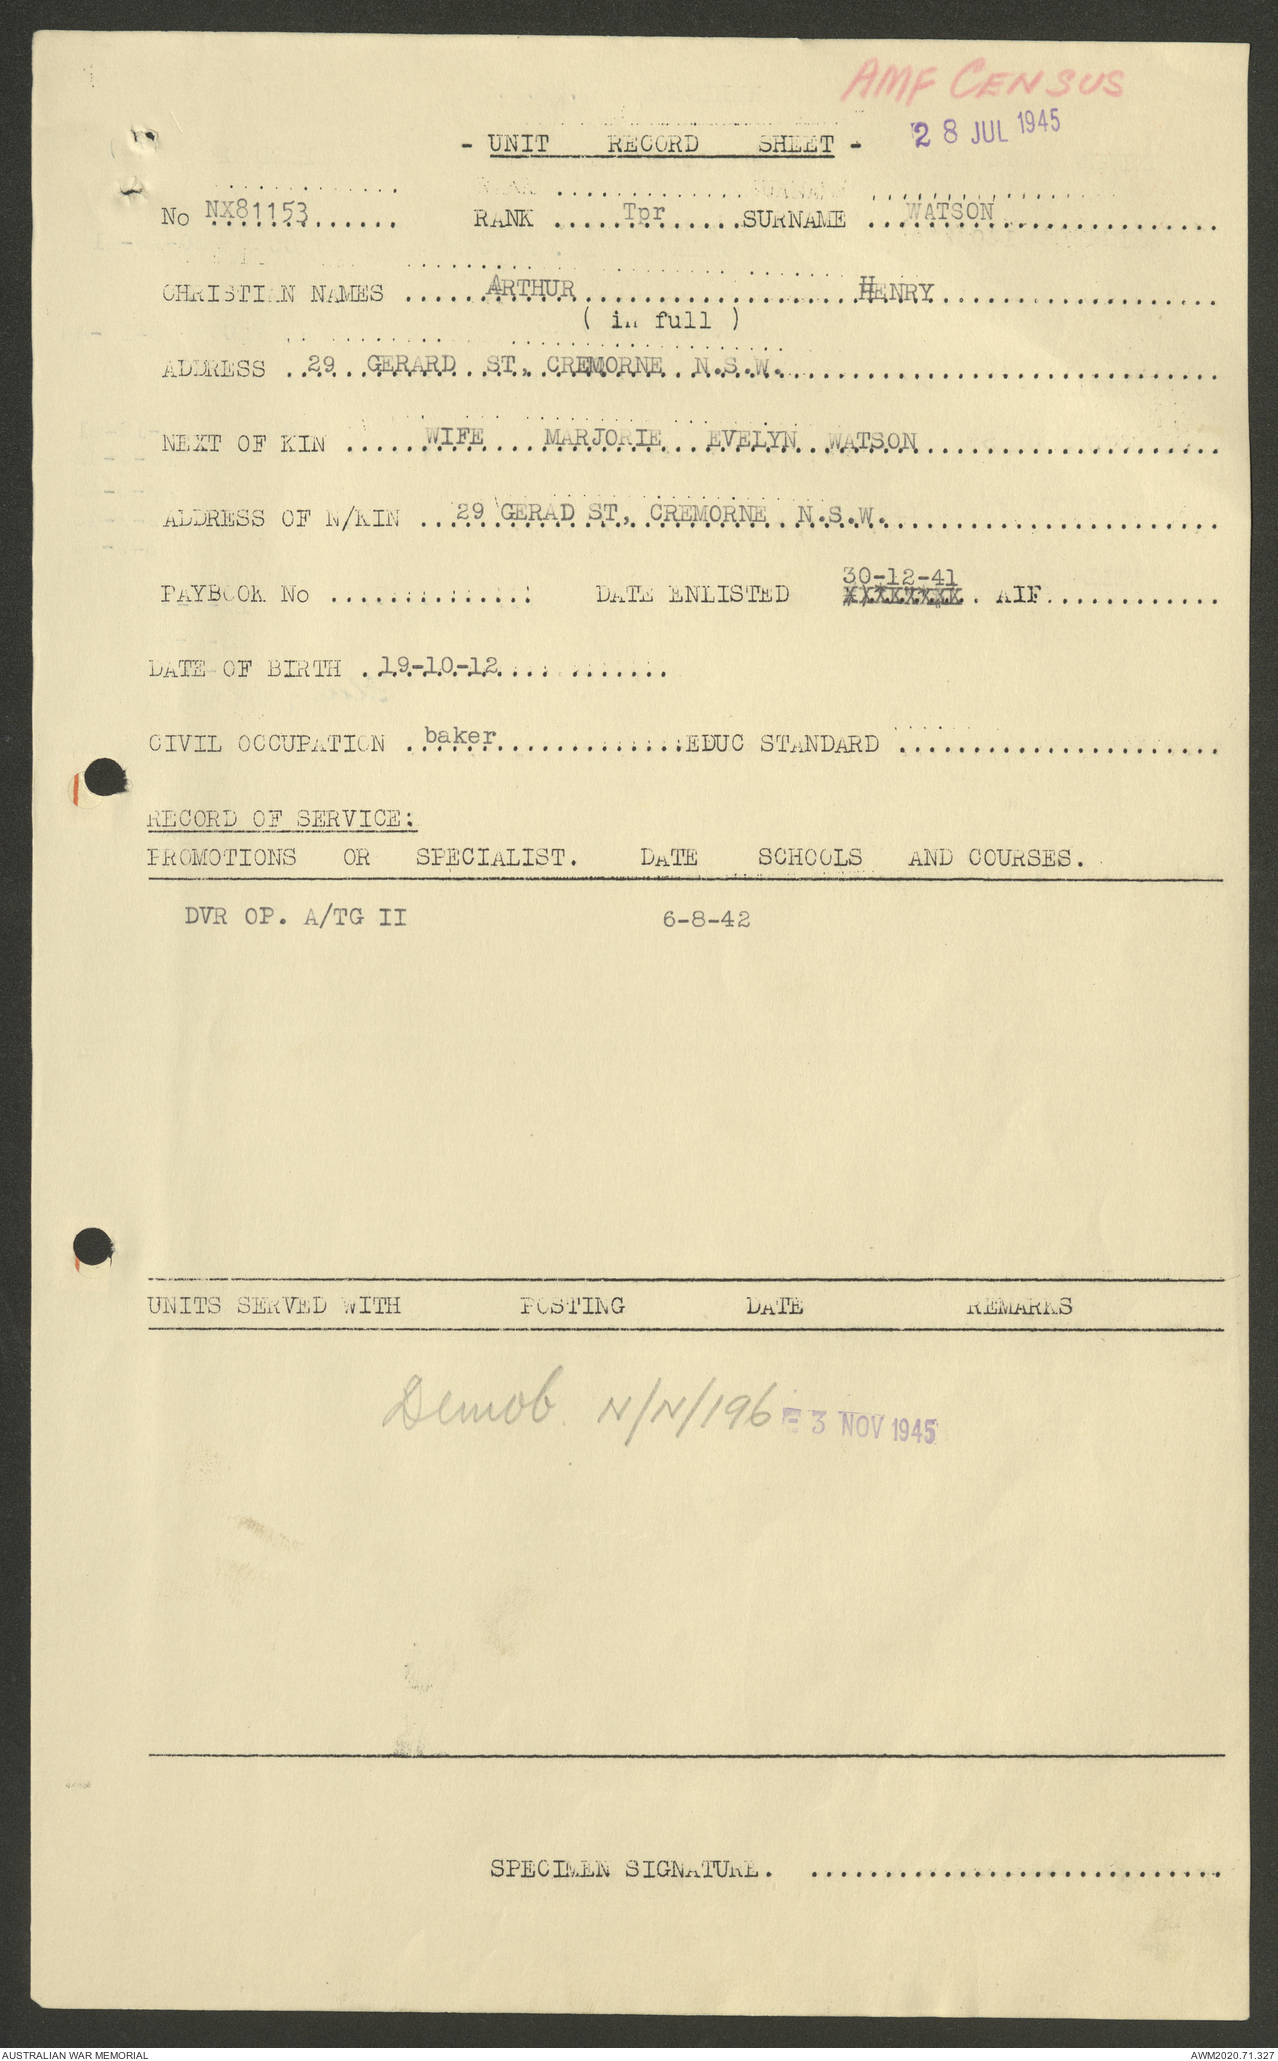 AMF CENSUS
28 JUL 1945
- UNIT RECORD SHEET -
No NX81153...... RANK .....Tpr.....SURNAME ...WATSON...............
CHRISTIAN NAMES ......ARTHUR...................HENRY...................
( in full )
ADDRESS ..29 GERARD ST, CREMORNE N.S.W...............................
NEXT OF KIN .....WIFE...MARJORIE..EVELYN WATSON.....................
ADDRESS OF N/KIN ...29 GERAD ST, CREMORNE N.S.W........................
30-12-41
PAYBOOK No .............. DATE ENLISTED xxxxxxxx. AIF............
DATE OF BIRTH .19-10-12............
CIVIL OCCUPATION .baker.............:EDUC STANDARD ......................
RECORD OF SERVICE:
PROMOTIONS OR SPECIALIST. DATE SCHOOLS AND COURSES.
DVR OP. A/TG II 6-8-42
UNITS SERVED WITH POSTING DATE REMARKS
Demob. N/N/196 - 3 NOV 1945
SPECIMEN SIGNATURE. ............................
AUSTRALIAN WAR MEMORIAL AWM2020.71.327